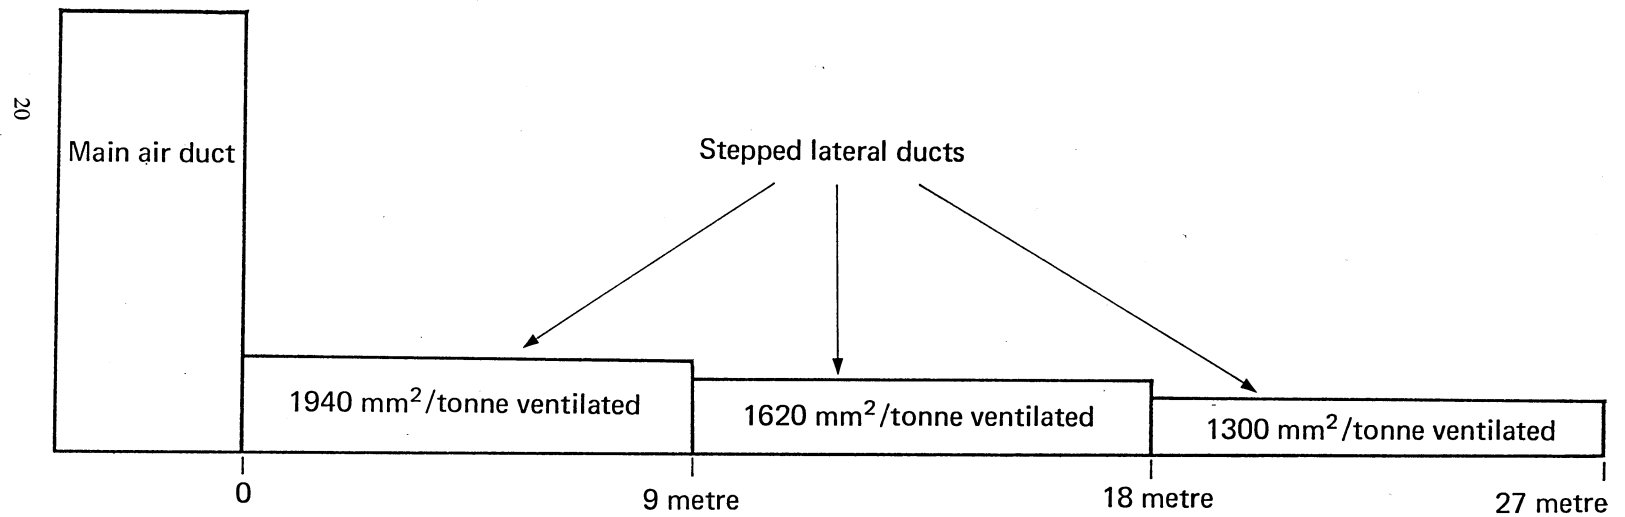 20
Main air duct
Stepped lateral ducts
1940 mm²/tonne ventilated
1620 mm²/tonne ventilated
1300 mm²/tonne ventilated
0
9 metre
18 metre
27 metre